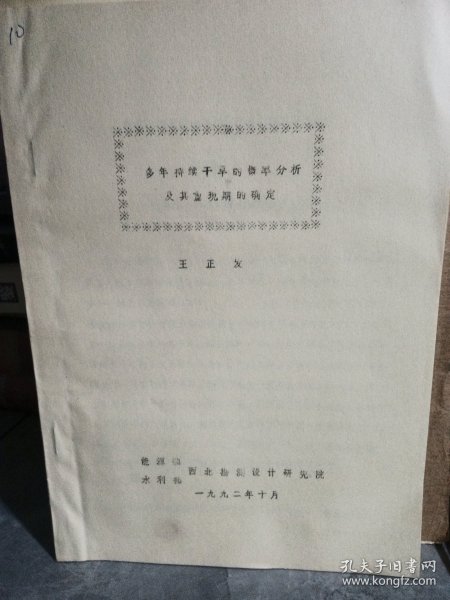 10
多年持续干旱的概率分析
及其重现期的确定
王正发
能源部
水利部 西北勘测设计研究院
一九九二年十月
孔夫子旧书网
www.kongfz.com